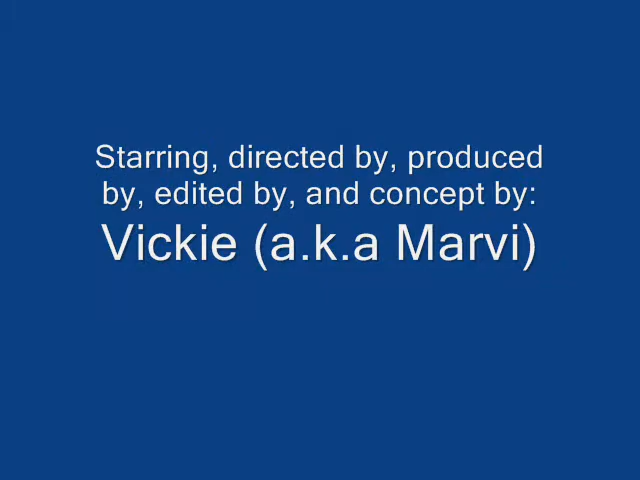 Starring, directed by, produced
by, edited by, and concept by:
Vickie (a.k.a Marvi)